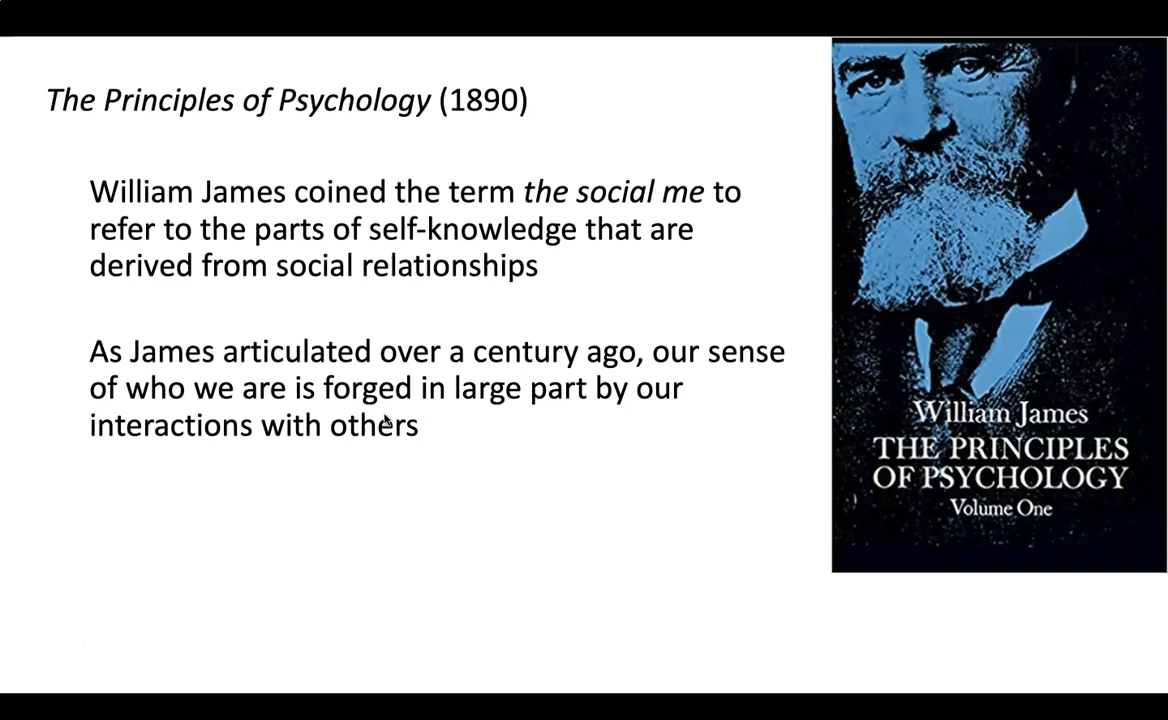 The Principles of Psychology (1890)
William James coined the term the social me to
refer to the parts of self-knowledge that are
derived from social relationships
As James articulated over a century ago, our sense
of who we are is forged in large part by our
interactions with others
William James
THE PRINCIPLES
OF PSYCHOLOGY
Volume One